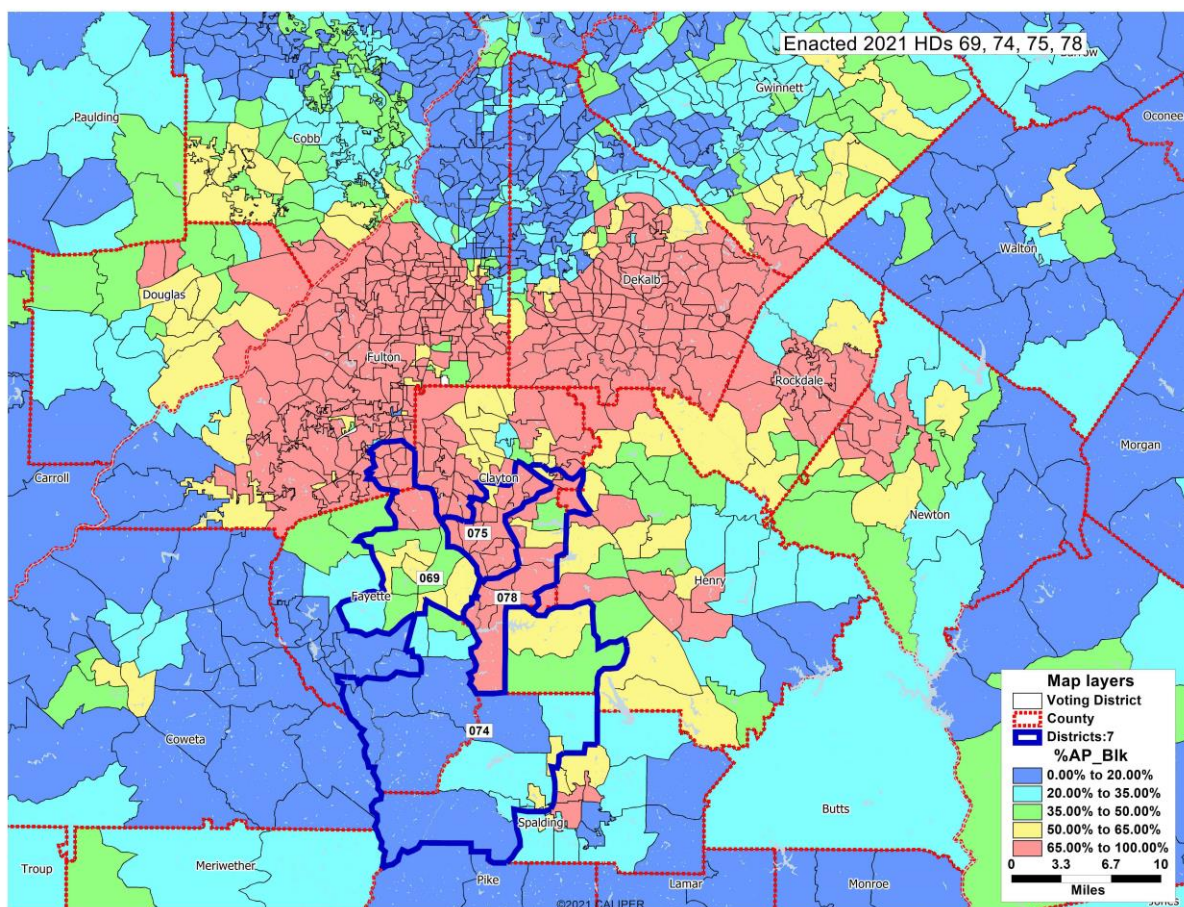 Enacted 2021 HDs 69, 74, 75, 78
Barrow
Gwinnett
Paulding
Oconee
Cobb
Walton
DeKalb
Douglas
Fulton
Rockdale
Morgan
Carroll
Clayton
Newton
075
069
Henry
078
Fayette
074
Coweta
Butts
Spalding
Meriwether
Troup
Pike
Lamar
Monroe
Jones
Map layers
Voting District
County
Districts:7
%AP_Blk
0.00% to 20.00%
20.00% to 35.00%
35.00% to 50.00%
50.00% to 65.00%
65.00% to 100.00%
0 3.3 6.7 10
Miles
©2021 CALIPER